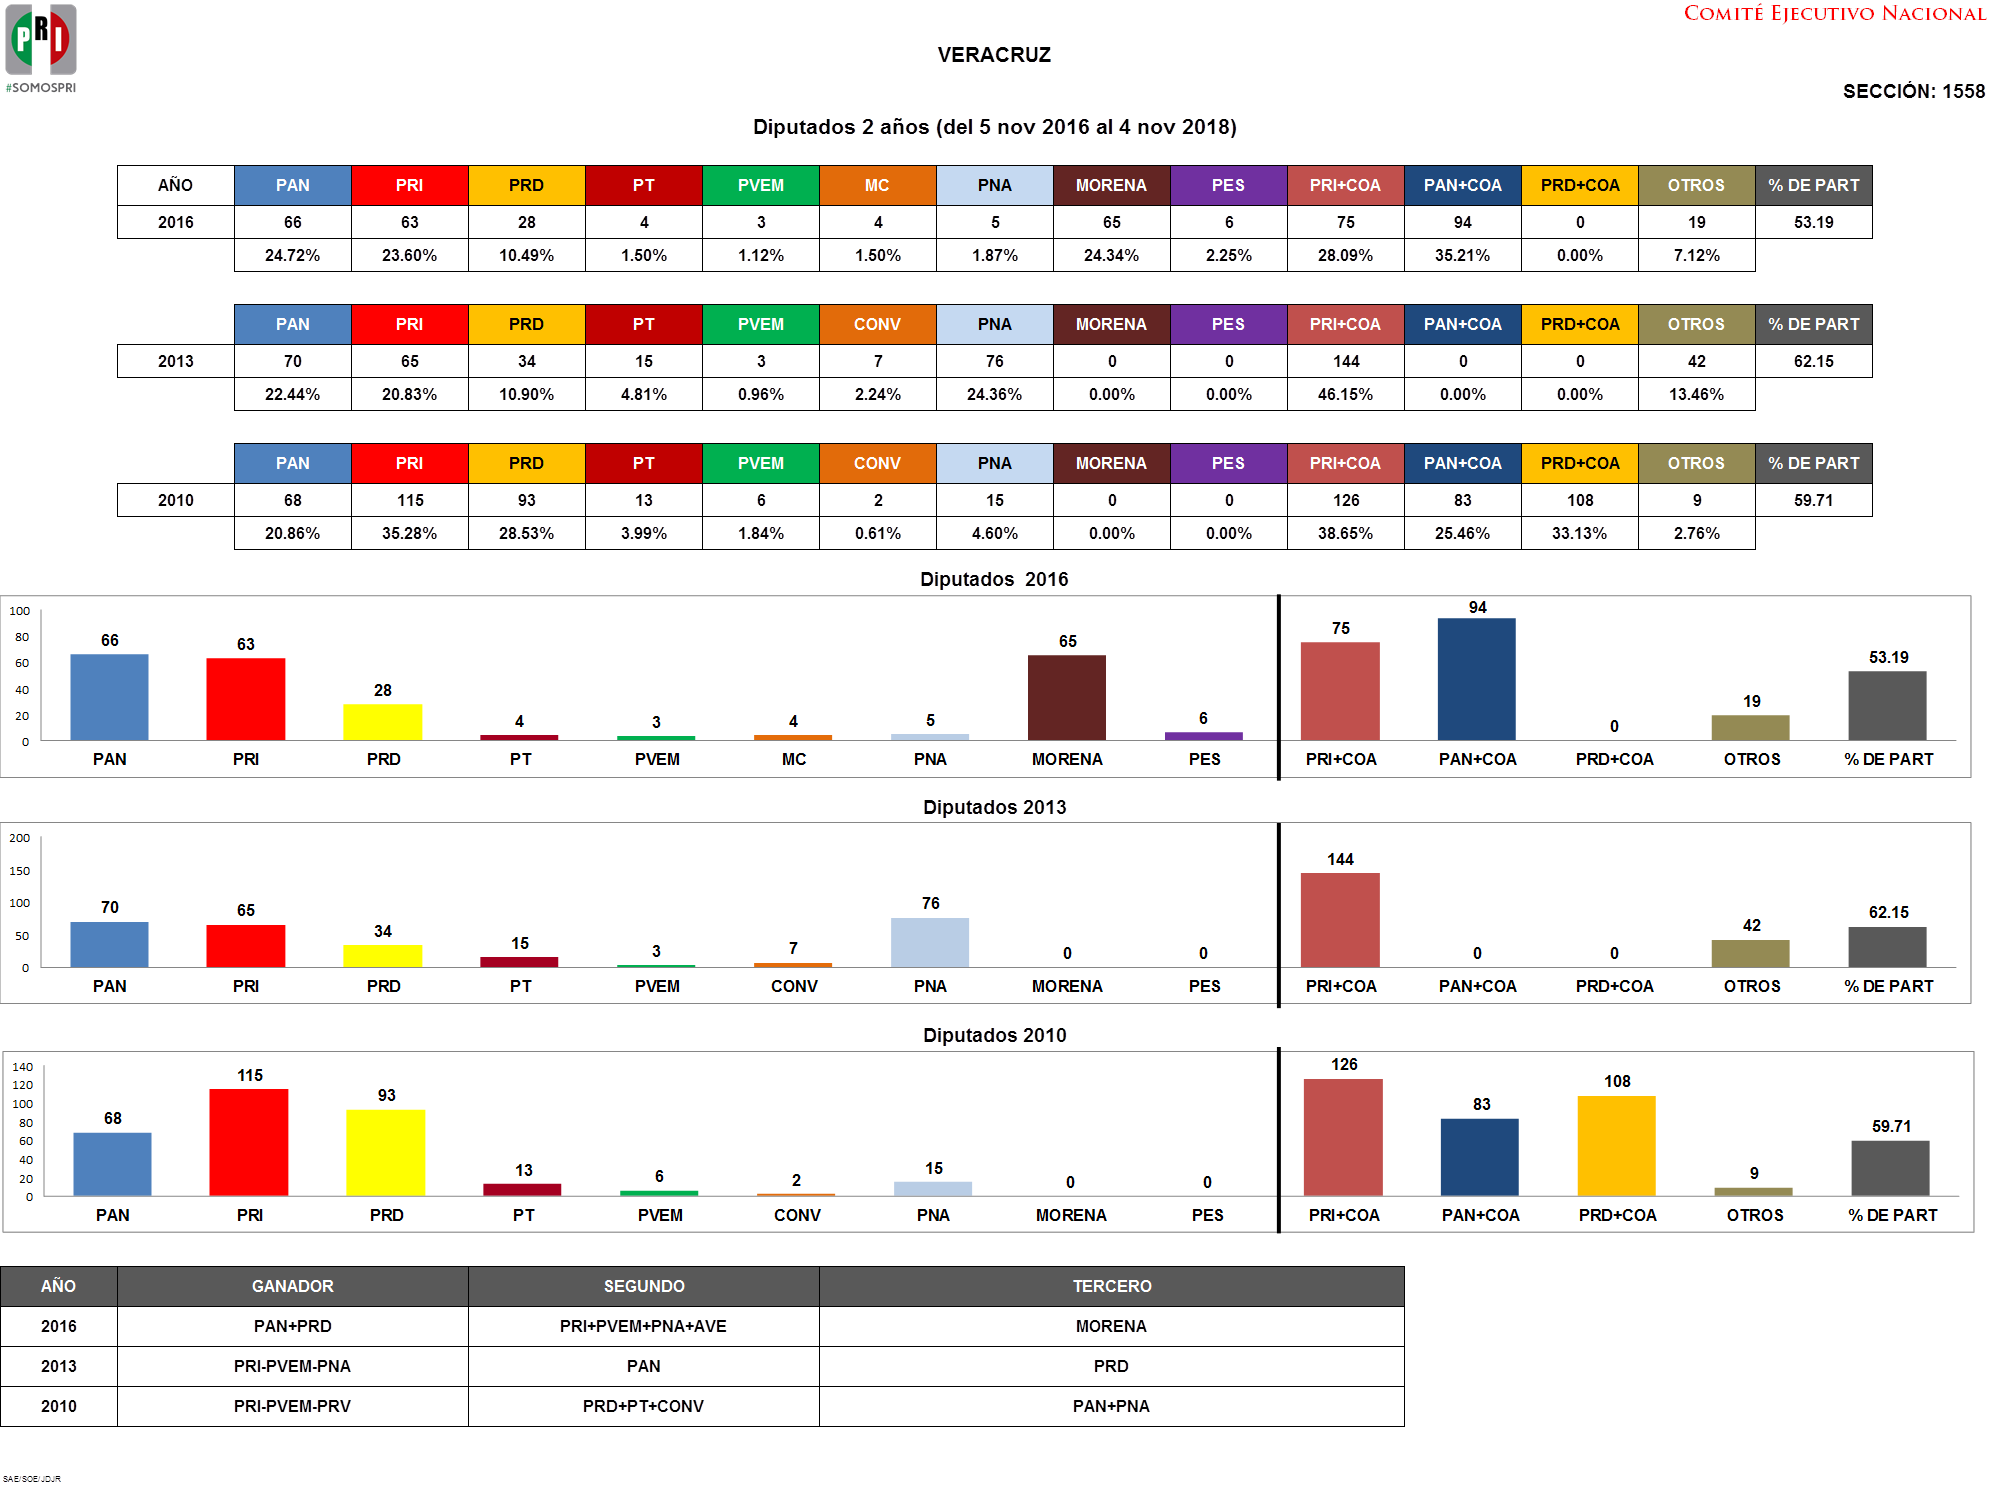 COMITÉ EJECUTIVO NACIONAL
PRI
#SOMOSPRI
VERACRUZ
SECCIÓN: 1558
Diputados 2 años (del 5 nov 2016 al 4 nov 2018)
AÑO PAN PRI PRD PT PVEM MC PNA MORENA PES PRI+COA PAN+COA PRD+COA OTROS % DE PART
2016 66 63 28 4 3 4 5 65 6 75 94 0 19 53.19
24.72% 23.60% 10.49% 1.50% 1.12% 1.50% 1.87% 24.34% 2.25% 28.09% 35.21% 0.00% 7.12%
PAN PRI PRD PT PVEM CONV PNA MORENA PES PRI+COA PAN+COA PRD+COA OTROS % DE PART
2013 70 65 34 15 3 7 76 0 0 144 0 0 42 62.15
22.44% 20.83% 10.90% 4.81% 0.96% 2.24% 24.36% 0.00% 0.00% 46.15% 0.00% 0.00% 13.46%
PAN PRI PRD PT PVEM CONV PNA MORENA PES PRI+COA PAN+COA PRD+COA OTROS % DE PART
2010 68 115 93 13 6 2 15 0 0 126 83 108 9 59.71
20.86% 35.28% 28.53% 3.99% 1.84% 0.61% 4.60% 0.00% 0.00% 38.65% 25.46% 33.13% 2.76%
Diputados 2016
100
80
60
40
20
0
66 63 28 4 3 4 5 65 6 75 94 0 19 53.19
PAN PRI PRD PT PVEM MC PNA MORENA PES PRI+COA PAN+COA PRD+COA OTROS % DE PART
Diputados 2013
200
150
100
50
0
70 65 34 15 3 7 76 0 0 144 0 0 42 62.15
PAN PRI PRD PT PVEM CONV PNA MORENA PES PRI+COA PAN+COA PRD+COA OTROS % DE PART
Diputados 2010
140
120
100
80
60
40
20
0
68 115 93 13 6 2 15 0 0 126 83 108 9 59.71
PAN PRI PRD PT PVEM CONV PNA MORENA PES PRI+COA PAN+COA PRD+COA OTROS % DE PART
AÑO GANADOR SEGUNDO TERCERO
2016 PAN+PRD PRI+PVEM+PNA+AVE MORENA
2013 PRI-PVEM-PNA PAN PRD
2010 PRI-PVEM-PRV PRD+PT+CONV PAN+PNA
SAE/SOE/JDJR